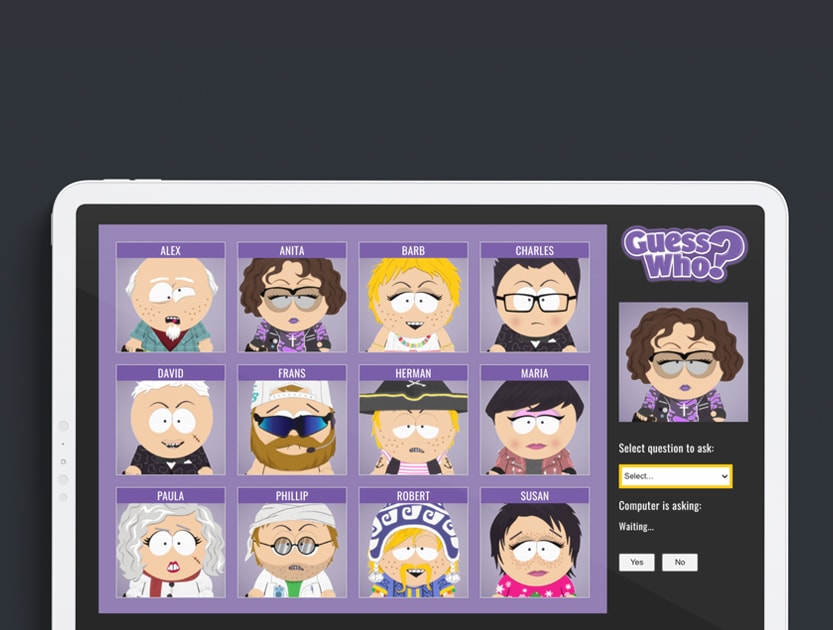 ALEX
ANITA
BARB
CHARLES
DAVID
FRANS
HERMAN
MARIA
PAULA
PHILLIP
ROBERT
SUSAN
Guess
Who?
Select question to ask:
Select...
Computer is asking:
Waiting...
Yes
No